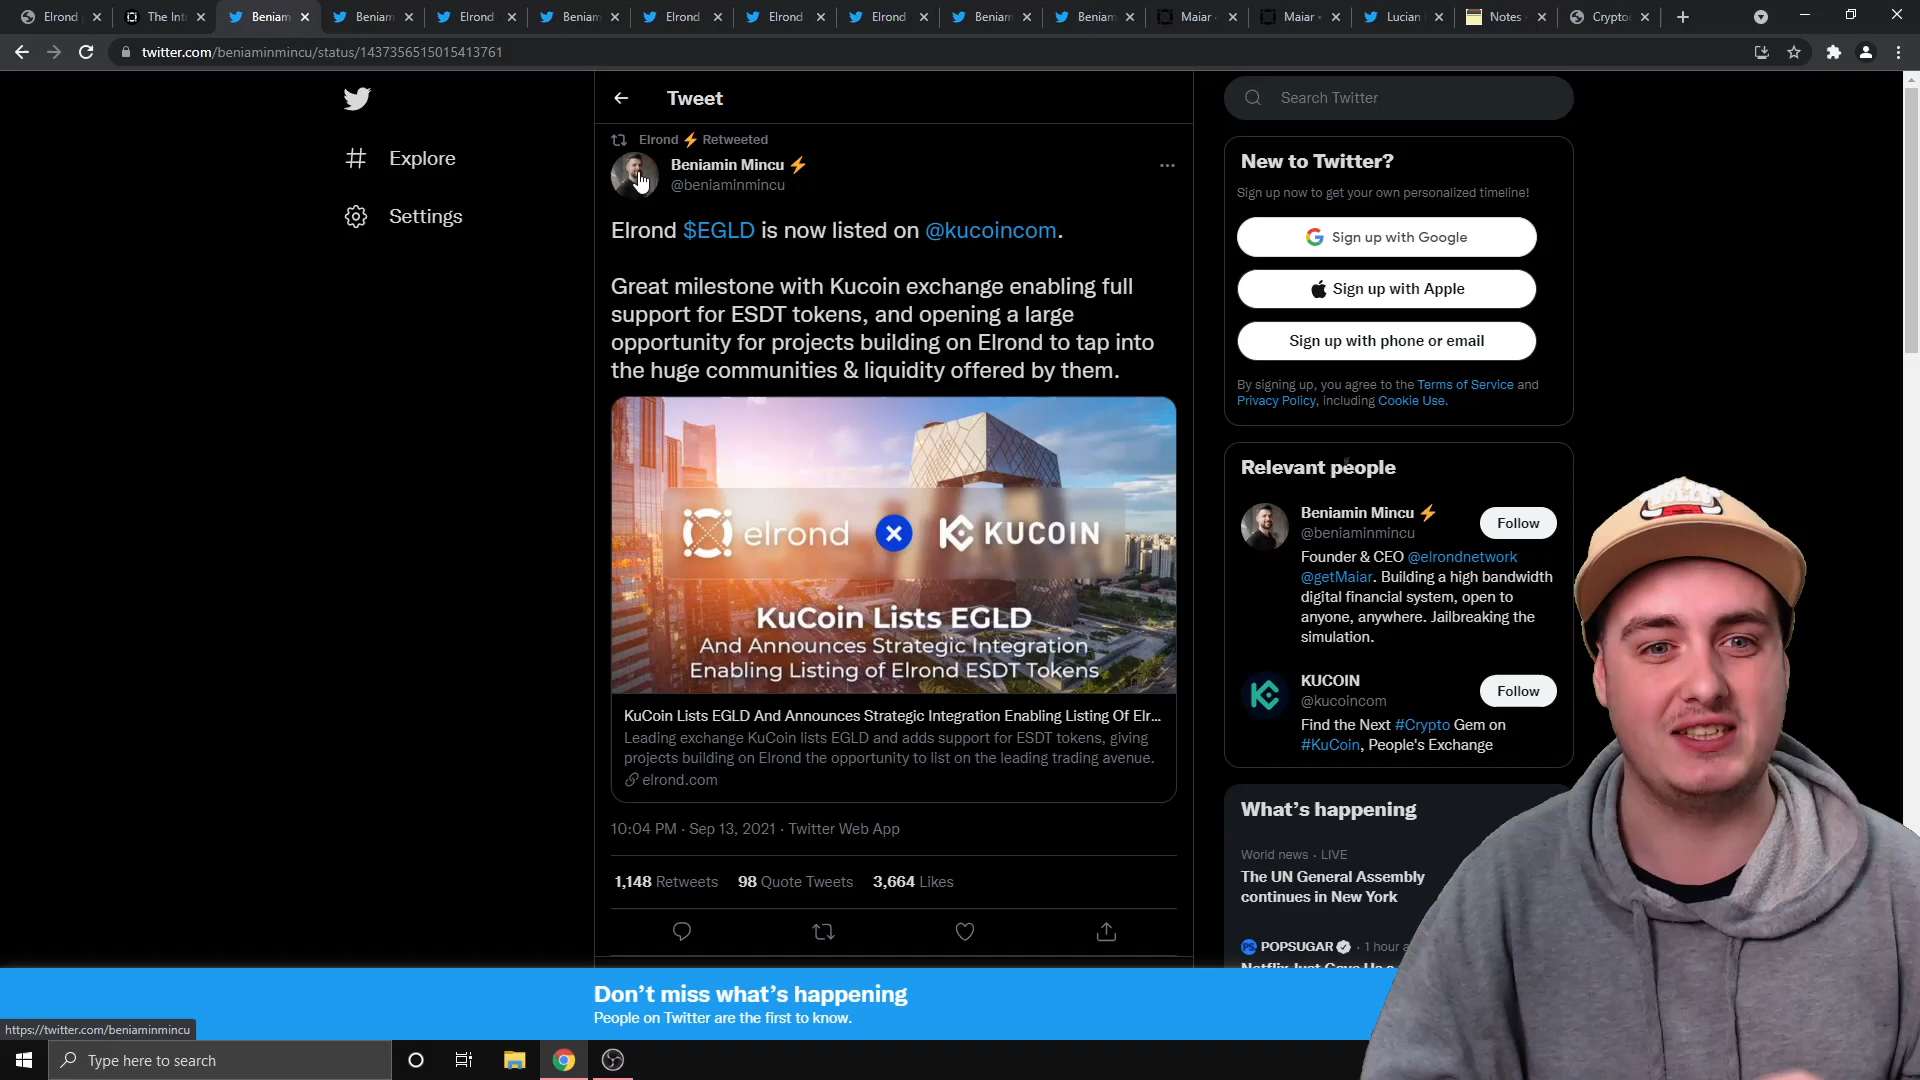 Elrond
The Int
Beniam
Beniam
Elrond
Beniam
Elrond
Elrond
Elrond
Beniam
Beniam
Maiar
Maiar
Lucian
Notes
Crypto
twitter.com/beniaminmincu/status/1437356515015413761
Explore
Settings
Tweet
Elrond ⚡ Retweeted
Beniamin Mincu ⚡
@beniaminmincu
Elrond $EGLD is now listed on @kucoincom.
Great milestone with Kucoin exchange enabling full
support for ESDT tokens, and opening a large
opportunity for projects building on Elrond to tap into
the huge communities & liquidity offered by them.
elrond
KUCOIN
KuCoin Lists EGLD
And Announces Strategic Integration
Enabling Listing of Elrond ESDT Tokens
KuCoin Lists EGLD And Announces Strategic Integration Enabling Listing Of Elr...
Leading exchange KuCoin lists EGLD and adds support for ESDT tokens, giving
projects building on Elrond the opportunity to list on the leading trading avenue.
elrond.com
10:04 PM · Sep 13, 2021 · Twitter Web App
1,148 Retweets 98 Quote Tweets 3,664 Likes
Search Twitter
New to Twitter?
Sign up now to get your own personalized timeline!
Sign up with Google
Sign up with Apple
Sign up with phone or email
By signing up, you agree to the Terms of Service and
Privacy Policy, including Cookie Use.
Relevant people
Beniamin Mincu ⚡
@beniaminmincu
Follow
Founder & CEO @elrondnetwork
@getMaiar. Building a high bandwidth
digital financial system, open to
anyone, anywhere. Jailbreaking the
simulation.
KUCOIN
@kucoincom
Follow
Find the Next #Crypto Gem on
#KuCoin, People's Exchange
What's happening
World news · LIVE
The UN General Assembly
continues in New York
POPSUGAR · 1 hour a
Don't miss what's happening
People on Twitter are the first to know.
https://twitter.com/beniaminmincu
Type here to search